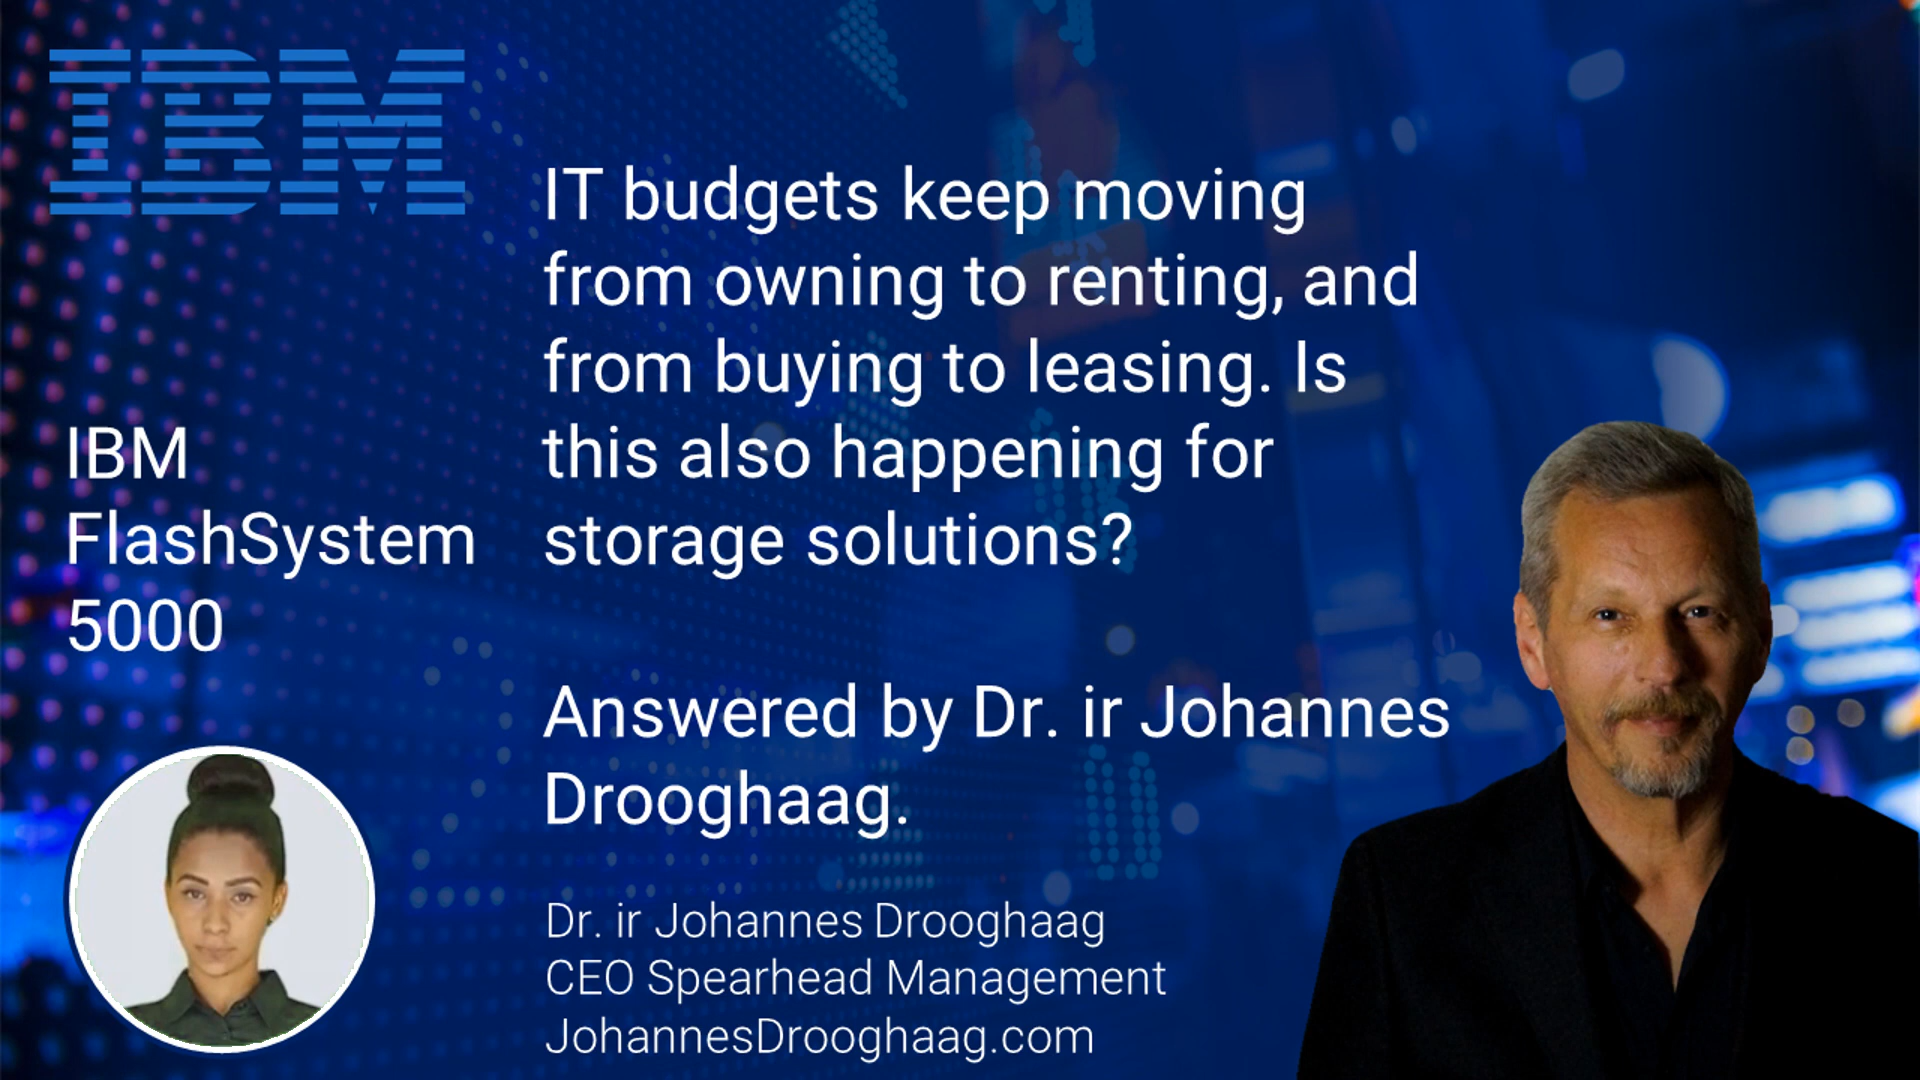 IBM
IBM
FlashSystem
5000
IT budgets keep moving
from owning to renting, and
from buying to leasing. Is
this also happening for
storage solutions?
Answered by Dr. ir Johannes
Drooghaag.
Dr. ir Johannes Drooghaag
CEO Spearhead Management
JohannesDrooghaag.com